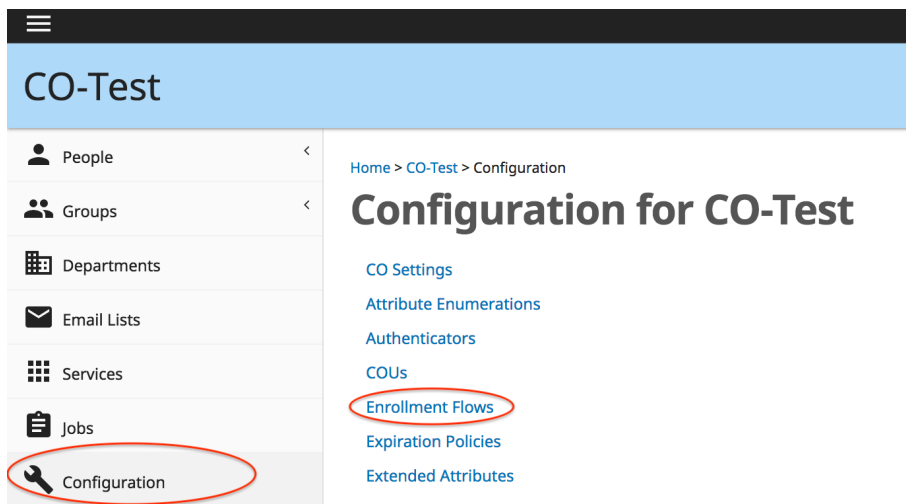 CO-Test
People
Groups
Departments
Email Lists
Services
Jobs
Configuration
Home > CO-Test > Configuration
Configuration for CO-Test
CO Settings
Attribute Enumerations
Authenticators
COUs
Enrollment Flows
Expiration Policies
Extended Attributes